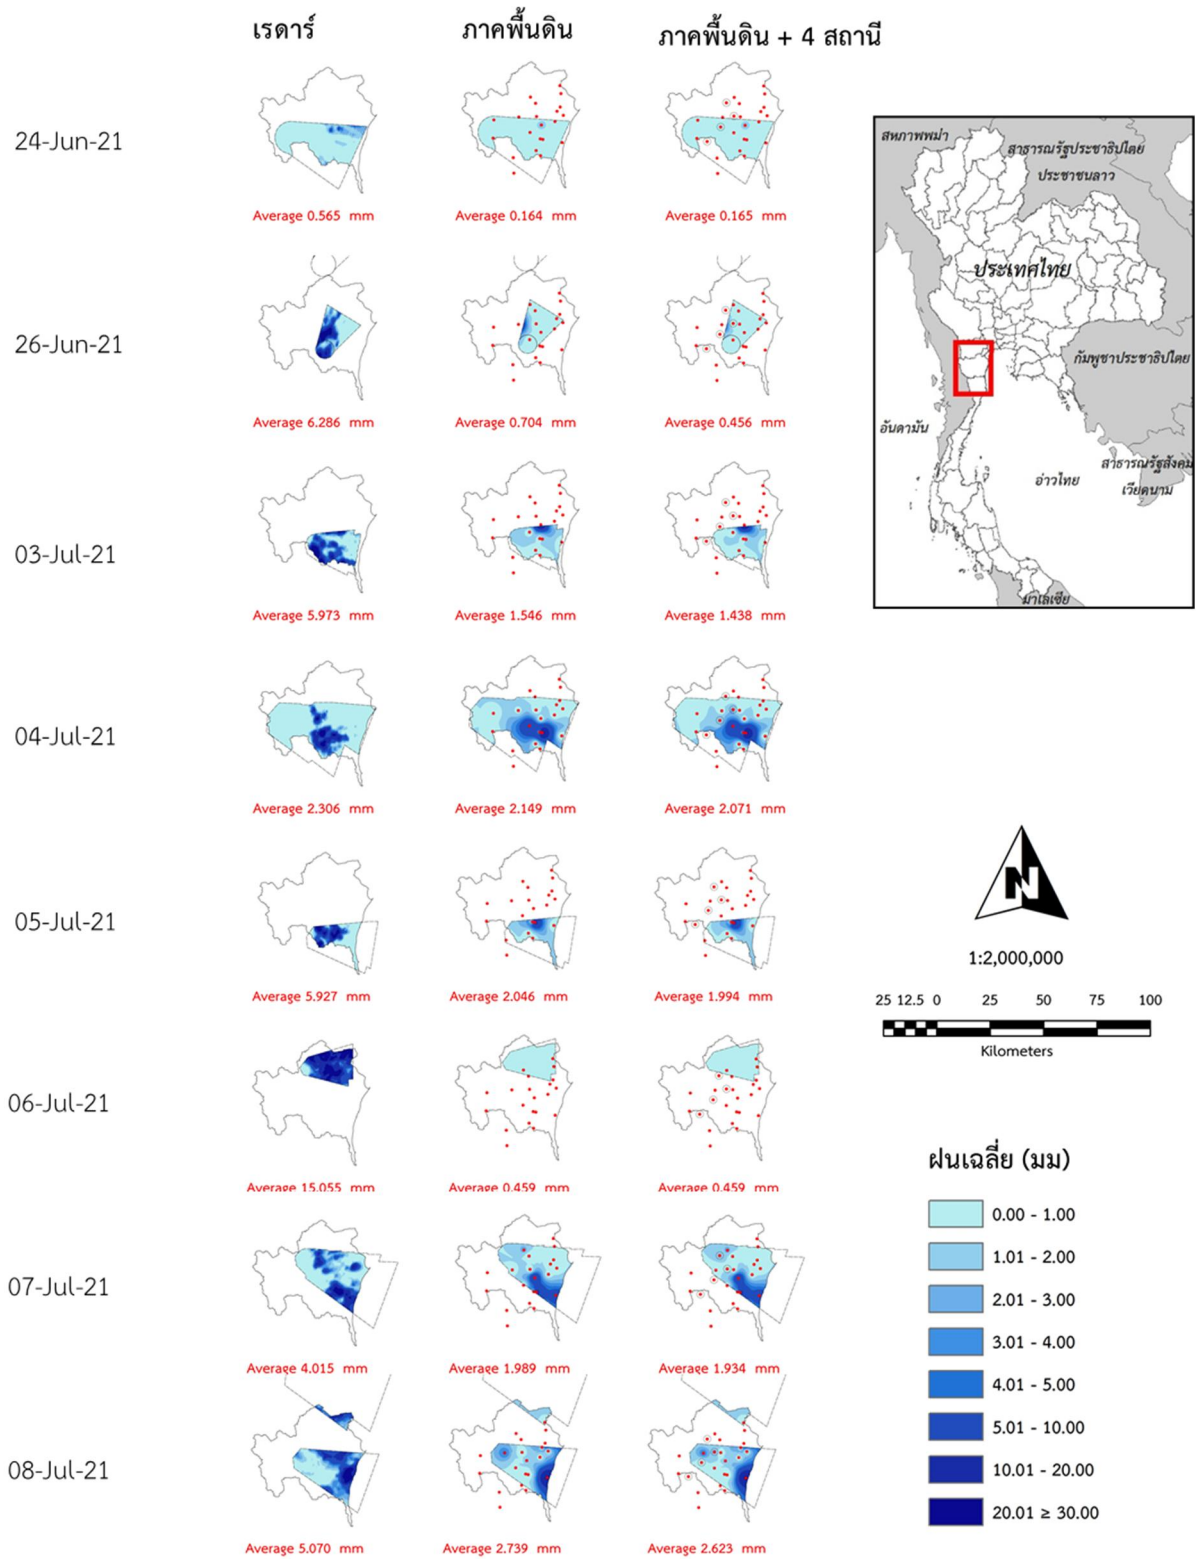 เรดาร์ ภาคพื้นดิน ภาคพื้นดิน + 4 สถานี
24-Jun-21
Average 0.565 mm Average 0.164 mm Average 0.165 mm
26-Jun-21
Average 6.286 mm Average 0.704 mm Average 0.456 mm
03-Jul-21
Average 5.973 mm Average 1.546 mm Average 1.438 mm
04-Jul-21
Average 2.306 mm Average 2.149 mm Average 2.071 mm
05-Jul-21
Average 5.927 mm Average 2.046 mm Average 1.994 mm
06-Jul-21
Average 15.055 mm Average 0.459 mm Average 0.459 mm
07-Jul-21
Average 4.015 mm Average 1.989 mm Average 1.934 mm
08-Jul-21
Average 5.070 mm Average 2.739 mm Average 2.623 mm
สหภาพพม่า
สาธารณรัฐประชาธิปไตย
ประชาชนลาว
ประเทศไทย
กัมพูชาประชาธิปไตย
อันดามัน
สาธารณรัฐสังคม
เวียดนาม
อ่าวไทย
มาเลเซีย
N
1:2,000,000
25 12.5 0 25 50 75 100
Kilometers
ฝนเฉลี่ย (มม)
0.00 - 1.00
1.01 - 2.00
2.01 - 3.00
3.01 - 4.00
4.01 - 5.00
5.01 - 10.00
10.01 - 20.00
20.01 ≥ 30.00